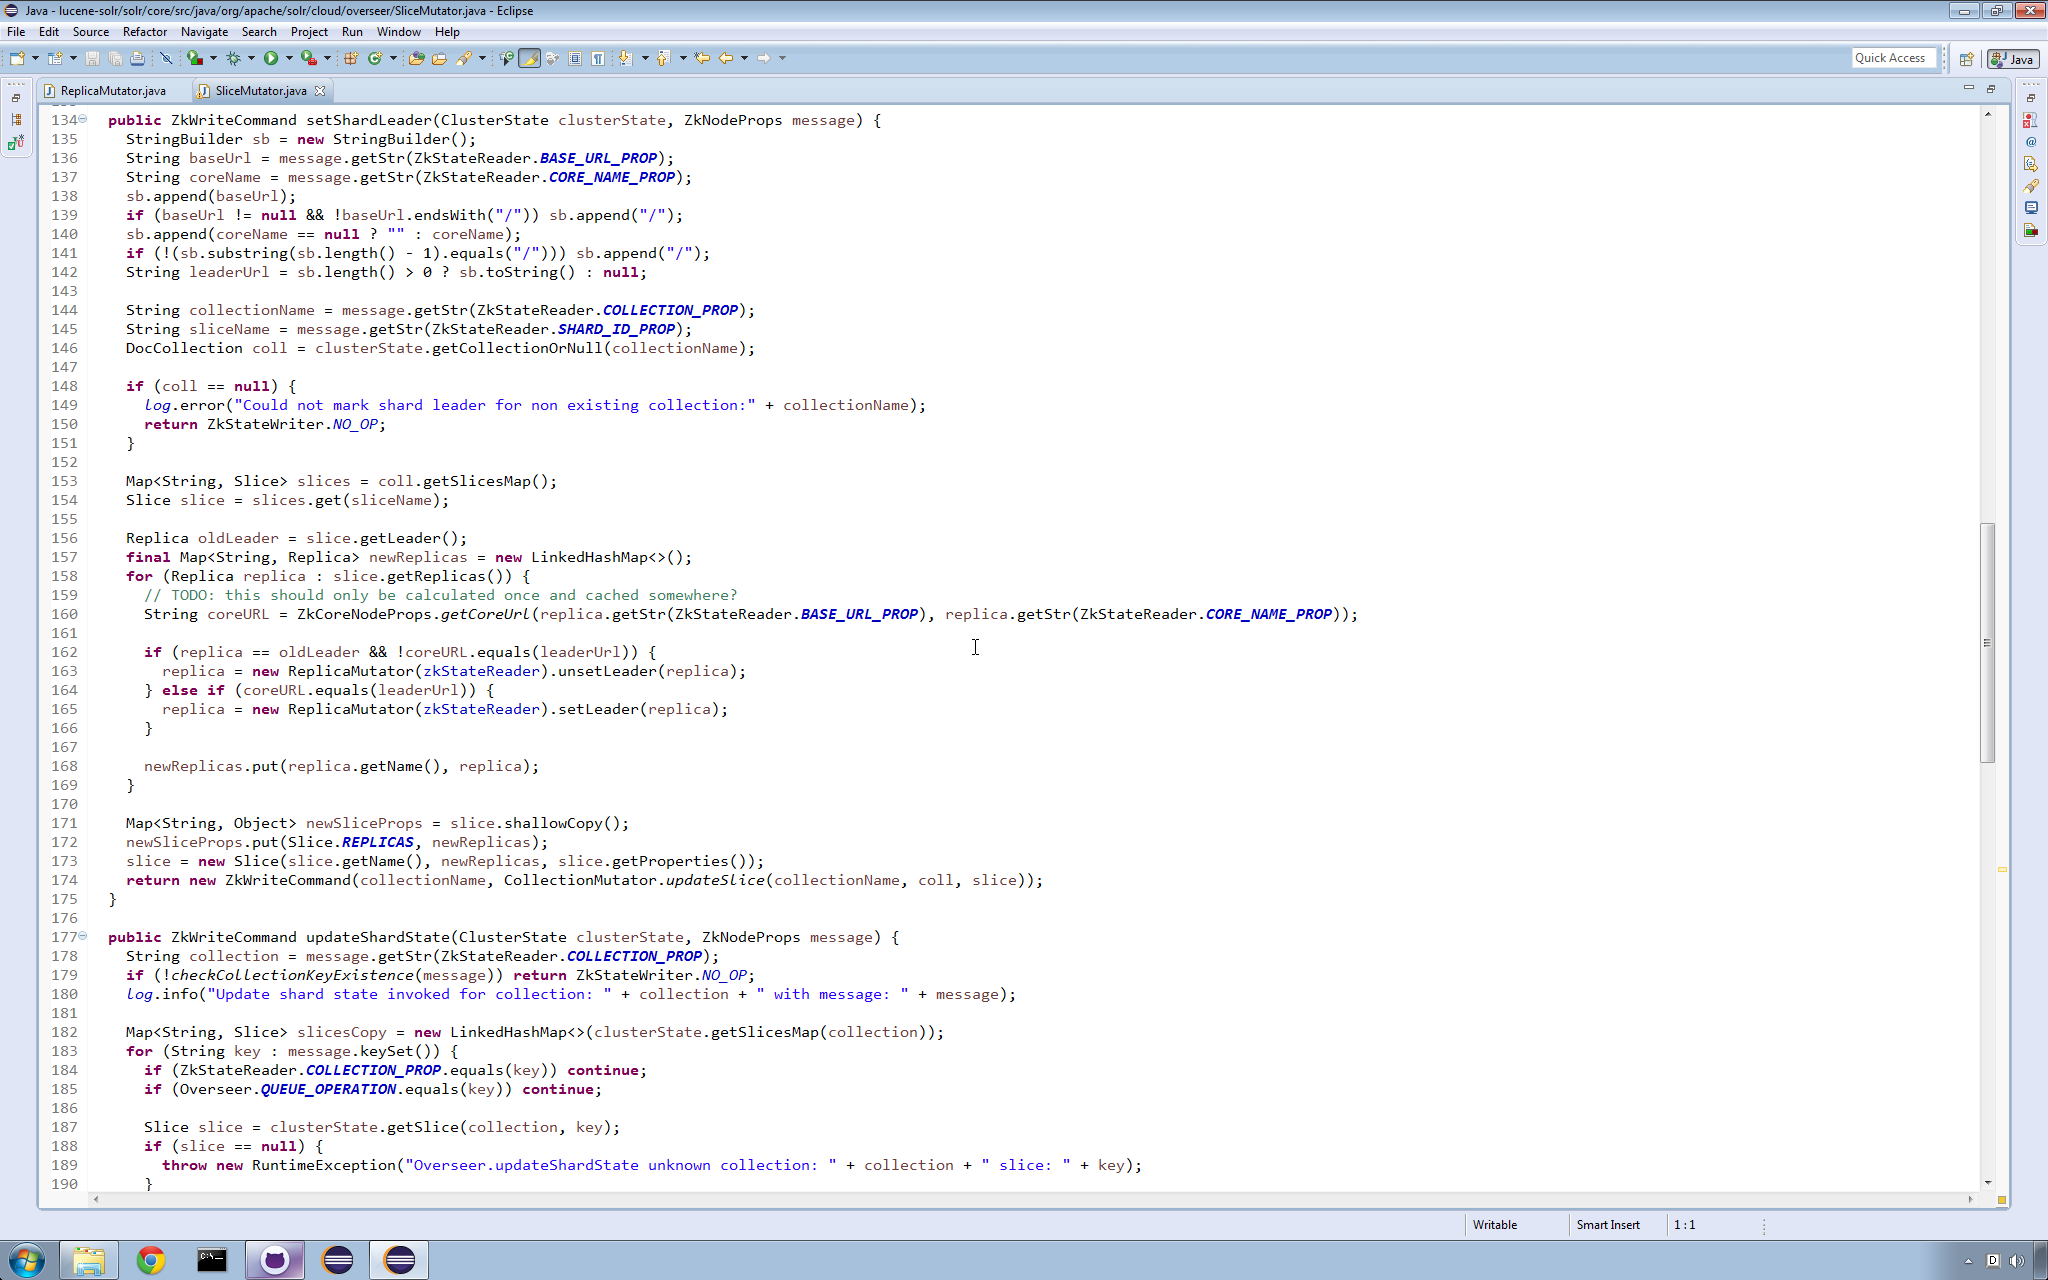 Java - lucene-solr/solr/core/src/java/org/apache/solr/cloud/overseer/SliceMutator.java - Eclipse
File Edit Source Refactor Navigate Search Project Run Window Help
Quick Access
Java
ReplicaMutator.java
SliceMutator.java
134 public ZkWriteCommand setShardLeader(ClusterState clusterState, ZkNodeProps message) {
135 StringBuilder sb = new StringBuilder();
136 String baseUrl = message.getStr(ZkStateReader.BASE_URL_PROP);
137 String coreName = message.getStr(ZkStateReader.CORE_NAME_PROP);
138 sb.append(baseUrl);
139 if (baseUrl != null && !baseUrl.endsWith("/")) sb.append("/");
140 sb.append(coreName == null ? "" : coreName);
141 if (!(sb.substring(sb.length() - 1).equals("/"))) sb.append("/");
142 String leaderUrl = sb.length() > 0 ? sb.toString() : null;
143
144 String collectionName = message.getStr(ZkStateReader.COLLECTION_PROP);
145 String sliceName = message.getStr(ZkStateReader.SHARD_ID_PROP);
146 DocCollection coll = clusterState.getCollectionOrNull(collectionName);
147
148 if (coll == null) {
149 log.error("Could not mark shard leader for non existing collection:" + collectionName);
150 return ZkStateWriter.NO_OP;
151 }
152
153 Map<String, Slice> slices = coll.getSlicesMap();
154 Slice slice = slices.get(sliceName);
155
156 Replica oldLeader = slice.getLeader();
157 final Map<String, Replica> newReplicas = new LinkedHashMap<>();
158 for (Replica replica : slice.getReplicas()) {
159 // TODO: this should only be calculated once and cached somewhere?
160 String coreURL = ZkCoreNodeProps.getCoreUrl(replica.getStr(ZkStateReader.BASE_URL_PROP), replica.getStr(ZkStateReader.CORE_NAME_PROP));
161
162 if (replica == oldLeader && !coreURL.equals(leaderUrl)) {
163 replica = new ReplicaMutator(zkStateReader).unsetLeader(replica);
164 } else if (coreURL.equals(leaderUrl)) {
165 replica = new ReplicaMutator(zkStateReader).setLeader(replica);
166 }
167
168 newReplicas.put(replica.getName(), replica);
169 }
170
171 Map<String, Object> newSliceProps = slice.shallowCopy();
172 newSliceProps.put(Slice.REPLICAS, newReplicas);
173 slice = new Slice(slice.getName(), newReplicas, slice.getProperties());
174 return new ZkWriteCommand(collectionName, CollectionMutator.updateSlice(collectionName, coll, slice));
175 }
176
177 public ZkWriteCommand updateShardState(ClusterState clusterState, ZkNodeProps message) {
178 String collection = message.getStr(ZkStateReader.COLLECTION_PROP);
179 if (!checkCollectionKeyExistence(message)) return ZkStateWriter.NO_OP;
180 log.info("Update shard state invoked for collection: " + collection + " with message: " + message);
181
182 Map<String, Slice> slicesCopy = new LinkedHashMap<>(clusterState.getSlicesMap(collection));
183 for (String key : message.keySet()) {
184 if (ZkStateReader.COLLECTION_PROP.equals(key)) continue;
185 if (Overseer.QUEUE_OPERATION.equals(key)) continue;
186
187 Slice slice = clusterState.getSlice(collection, key);
188 if (slice == null) {
189 throw new RuntimeException("Overseer.updateShardState unknown collection: " + collection + " slice: " + key);
190 }
Writable
Smart Insert
1 : 1